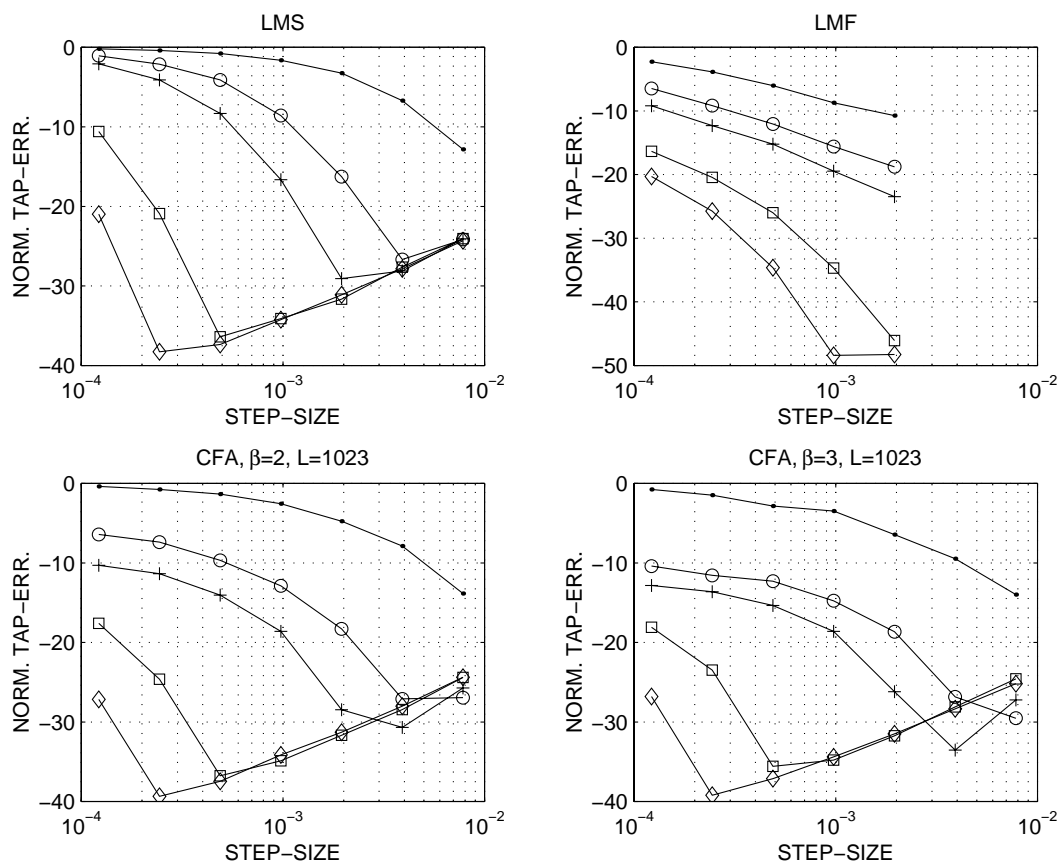 LMS
0
−10
−20
−30
−40
NORM. TAP−ERR.
10−4
10−3
10−2
STEP−SIZE
LMF
0
−10
−20
−30
−40
−50
NORM. TAP−ERR.
10−4
10−3
10−2
STEP−SIZE
CFA, β=2, L=1023
0
−10
−20
−30
−40
NORM. TAP−ERR.
10−4
10−3
10−2
STEP−SIZE
CFA, β=3, L=1023
0
−10
−20
−30
−40
NORM. TAP−ERR.
10−4
10−3
10−2
STEP−SIZE